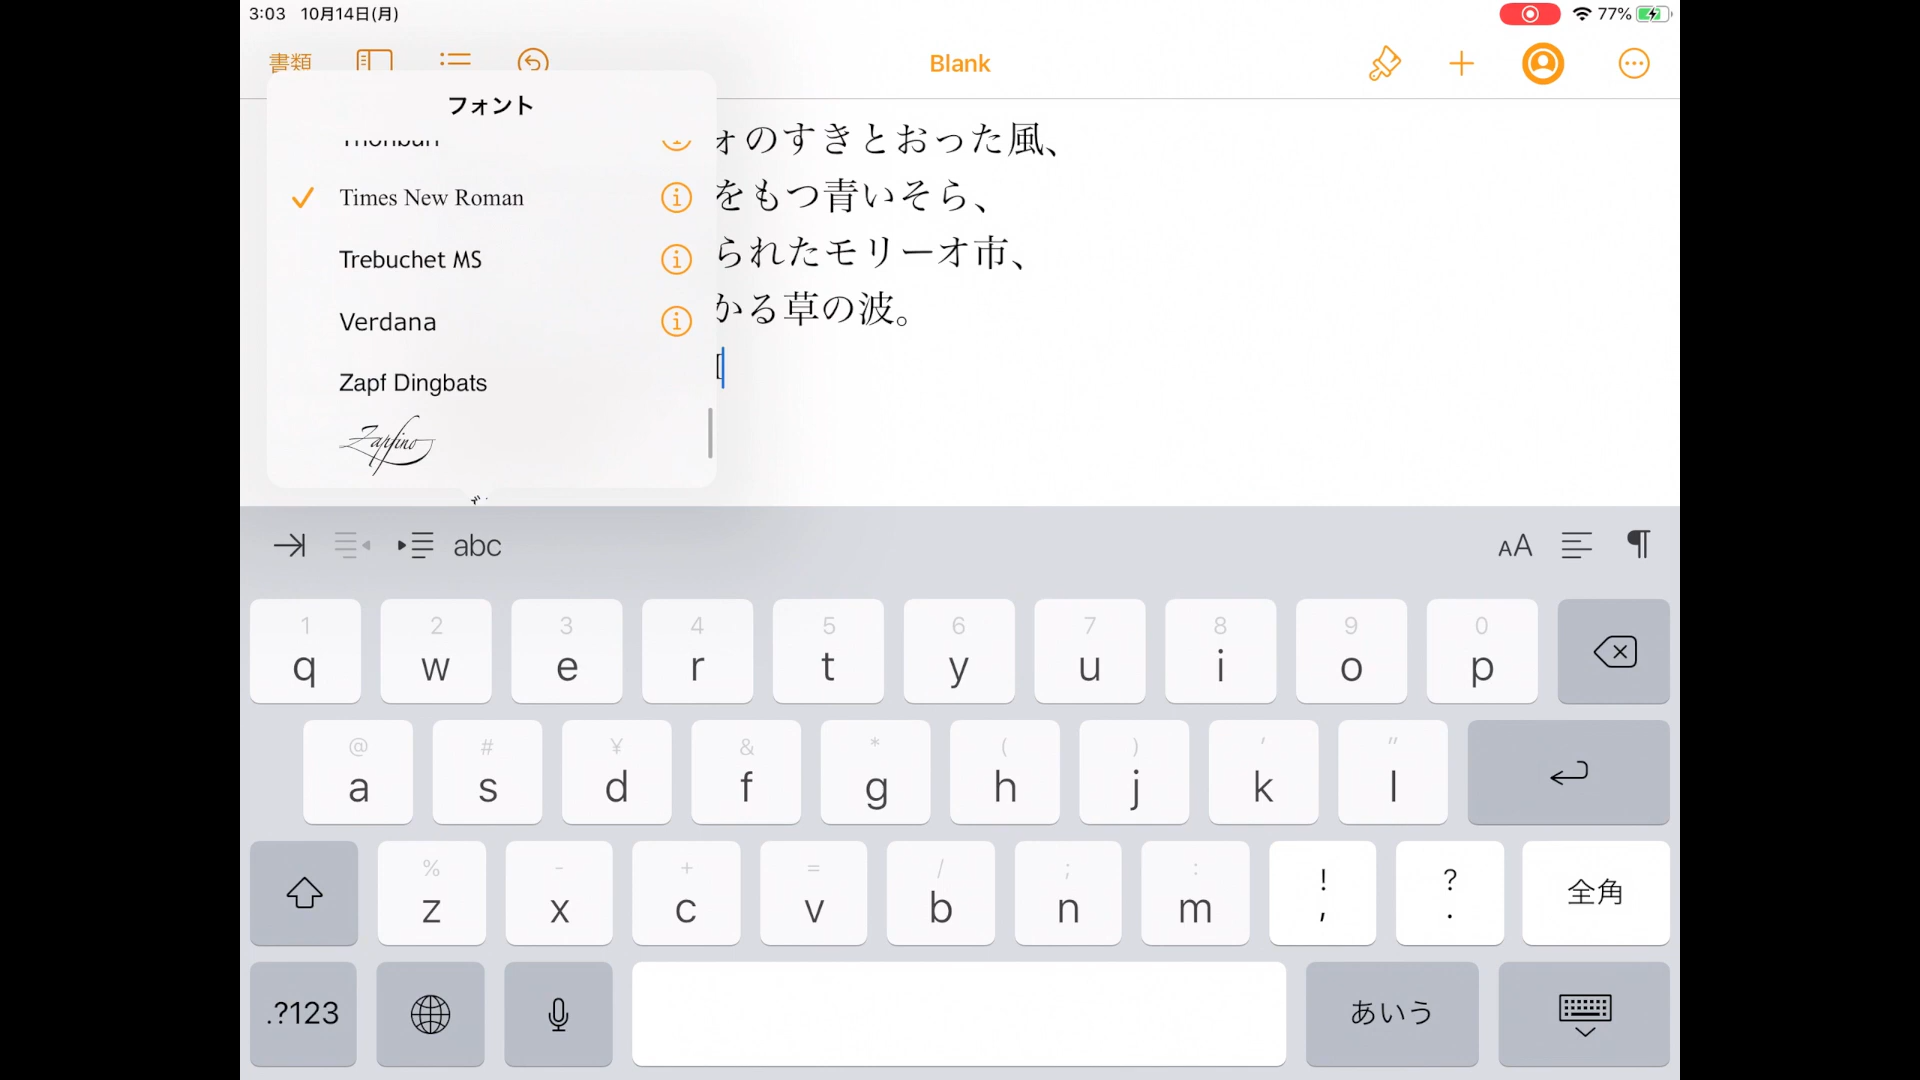 3:03 10月14日(月) 77%
書類 Blank
フォント
Thonburi
Times New Roman
Trebuchet MS
Verdana
Zapf Dingbats
Zapfino
ォのすきとおった風、
をもつ青いそら、
られたモリーオ市、
かる草の波。
abc AA ¶
1 2 3 4 5 6 7 8 9 0
q w e r t y u i o p
@ # ¥ & * ( ) ' "
a s d f g h j k l
% - + = / ; : ! ?
z x c v b n m , . 全角
.?123 あいう